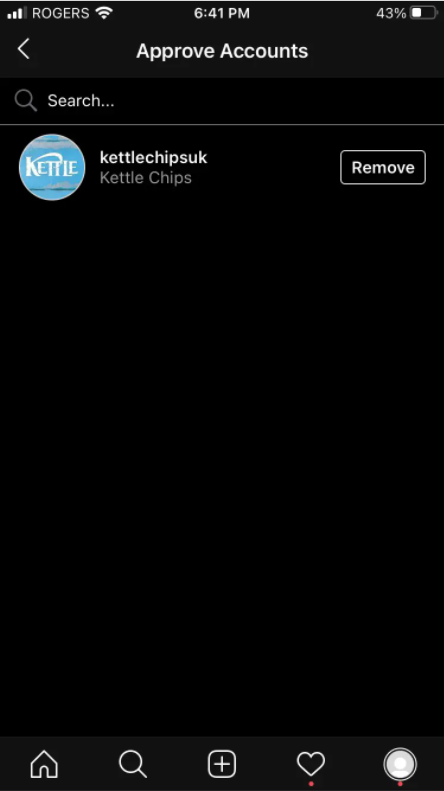 ROGERS 6:41 PM 43%
Approve Accounts
Search...
KETTLE
kettlechipsuk
Kettle Chips
Remove